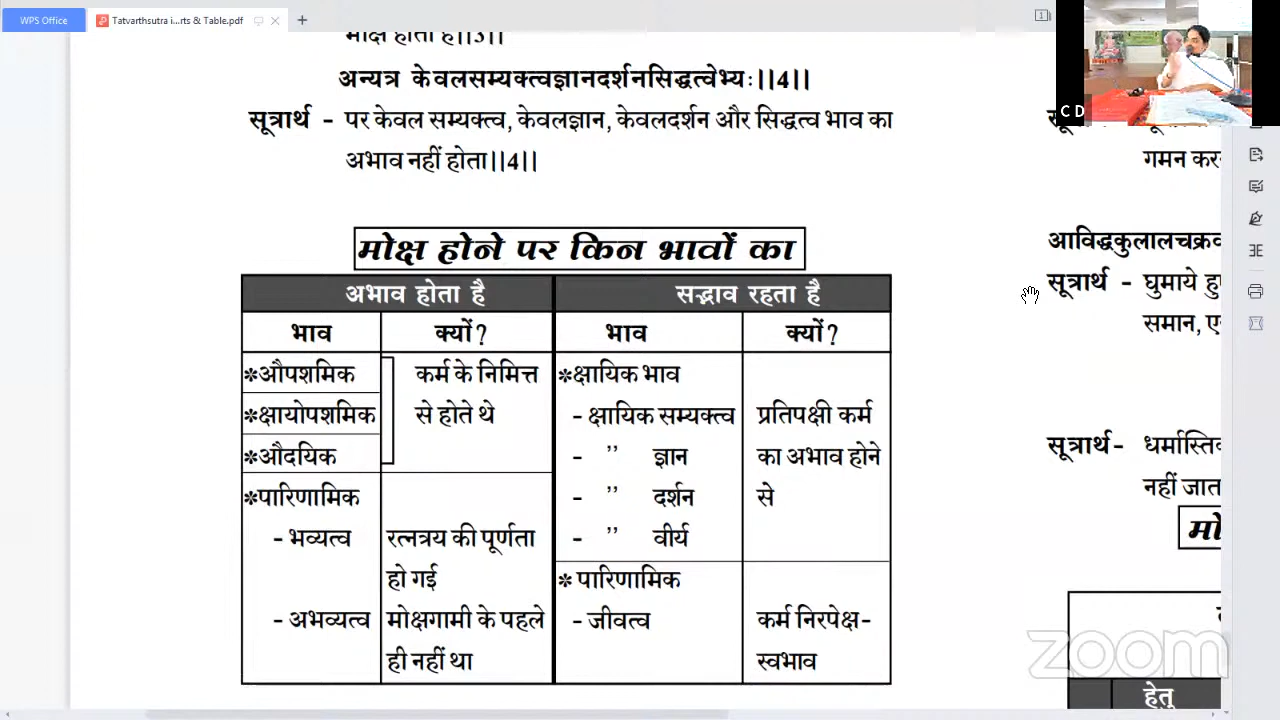 WPS Office
Tatvarthsutra i...rts & Table.pdf
मोक्ष होता है।।3।।
अन्यत्र केवलसम्यक्त्वज्ञानदर्शनसिद्धत्वेभ्यः।।4।।
सूत्रार्थ - पर केवल सम्यक्त्व, केवलज्ञान, केवलदर्शन और सिद्धत्व भाव का
अभाव नहीं होता।।4।।
मोक्ष होने पर किन भावों का
अभाव होता है सद्भाव रहता है
भाव क्यों? भाव क्यों?
*औपशमिक कर्म के निमित्त *क्षायिक भाव
*क्षायोपशमिक से होते थे - क्षायिक सम्यक्त्व प्रतिपक्षी कर्म
*औदयिक - ” ज्ञान का अभाव होने
*पारिणामिक - ” दर्शन से
- भव्यत्व रत्नत्रय की पूर्णता - ” वीर्य
हो गई * पारिणामिक
- अभव्यत्व मोक्षगामी के पहले - जीवत्व कर्म निरपेक्ष-
ही नहीं था स्वभाव
C D
गमन कर
आविद्धकुलालचक्रव
सूत्रार्थ - घुमाये हु
समान, ए
सूत्रार्थ- धर्मास्ति
नहीं जात
मो
हेतु
zoom